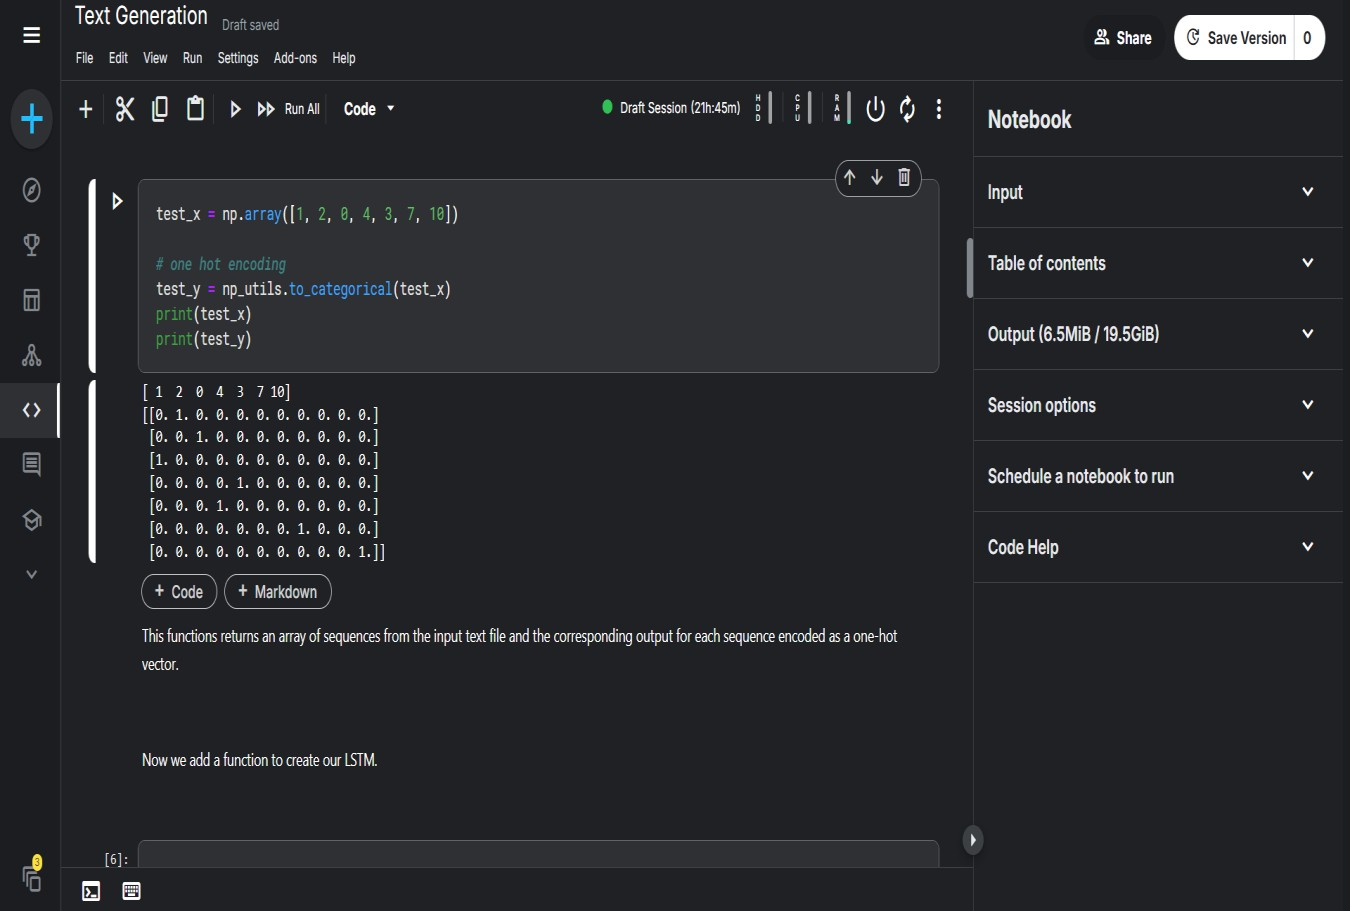 Text Generation
Draft saved
File Edit View Run Settings Add-ons Help
Share
Save Version 0
Run All
Code
Draft Session (21h:45m)
HDD
CPU
RAM
Notebook
Input
Table of contents
Output (6.5MiB / 19.5GiB)
Session options
Schedule a notebook to run
Code Help
test_x = np.array([1, 2, 0, 4, 3, 7, 10])
# one hot encoding
test_y = np_utils.to_categorical(test_x)
print(test_x)
print(test_y)
[ 1  2  0  4  3  7 10]
[[0. 1. 0. 0. 0. 0. 0. 0. 0. 0. 0.]
[0. 0. 1. 0. 0. 0. 0. 0. 0. 0. 0.]
[1. 0. 0. 0. 0. 0. 0. 0. 0. 0. 0.]
[0. 0. 0. 0. 1. 0. 0. 0. 0. 0. 0.]
[0. 0. 0. 1. 0. 0. 0. 0. 0. 0. 0.]
[0. 0. 0. 0. 0. 0. 0. 1. 0. 0. 0.]
[0. 0. 0. 0. 0. 0. 0. 0. 0. 0. 1.]]
+ Code
+ Markdown
This functions returns an array of sequences from the input text file and the corresponding output for each sequence encoded as a one-hot
vector.
Now we add a function to create our LSTM.
[6]:
3